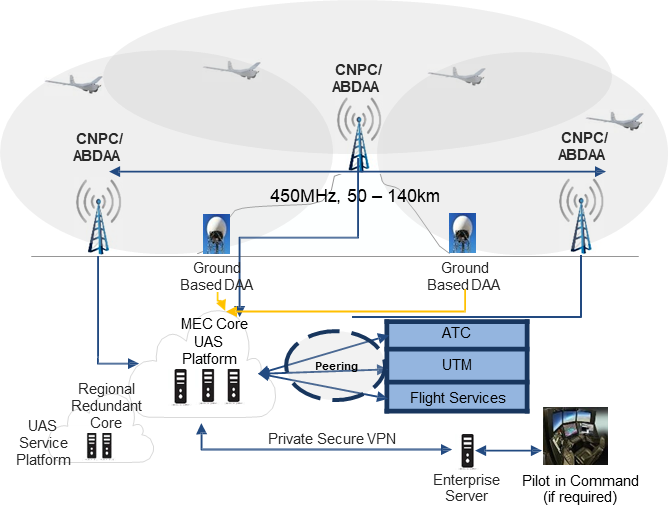 CNPC/
ABDAA
CNPC/
ABDAA
CNPC/
ABDAA
450MHz, 50 – 140km
Ground
Based DAA
Ground
Based DAA
MEC Core
UAS
Platform
Peering
ATC
UTM
Flight Services
Regional
Redundant
Core
UAS
Service
Platform
Private Secure VPN
Enterprise
Server
Pilot in Command
(if required)